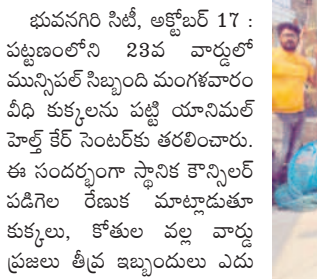 భువనగిరి సిటీ, అక్టోబర్ 17 :
పట్టణంలోని 23వ వార్డులో
మున్సిపల్ సిబ్బంది మంగళవారం
వీధి కుక్కలను పట్టి యానిమల్
హెల్త్ కేర్ సెంటర్‌కు తరలించారు.
ఈ సందర్భంగా స్థానిక కౌన్సిలర్
పడిగెల రేణుక మాట్లాడుతూ
కుక్కలు, కోతుల వల్ల వార్డు
ప్రజలు తీవ్ర ఇబ్బందులు ఎదు